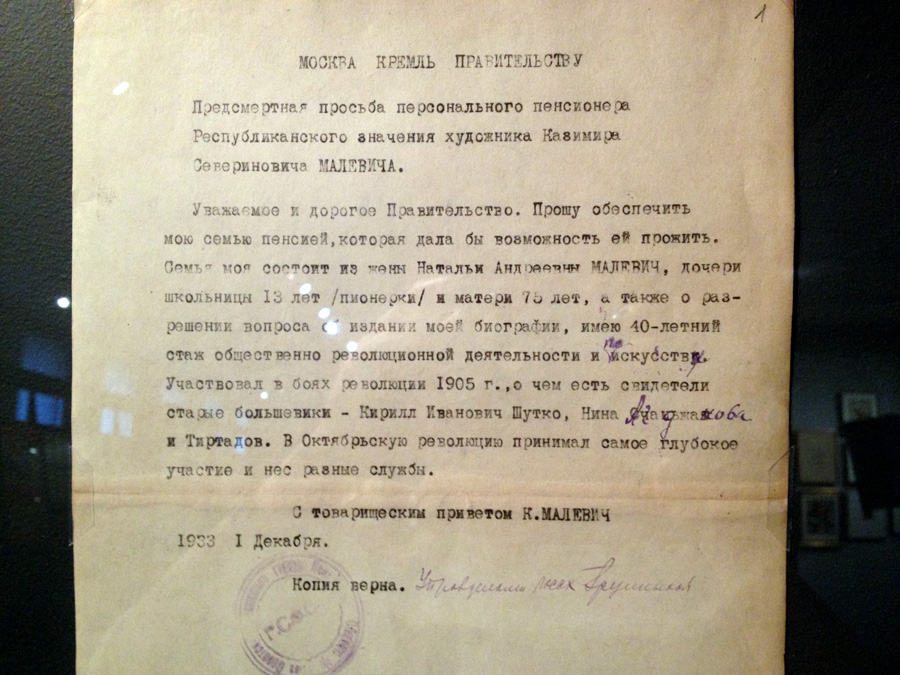 1
МОСКВА КРЕМЛЬ ПРАВИТЕЛЬСТВУ
Предсмертная просьба персонального пенсионера
Республиканского значения художника Казимира
Севериновича МАЛЕВИЧА.
Уважаемое и дорогое Правительство. Прошу обеспечить
мою семью пенсией,которая дала бы возможность ей прожить.
Семья моя состоит из жены Натальи Андреевны МАЛЕВИЧ, дочери
школьницы 13 лет /пионерки/ и матери 75 лет, а также о раз-
решении вопроса об издании моей биографии, имею 40-летний
стаж общественно революционной деятельности и по искусству
Участвовал в боях революции 1905 г.,о чем есть свидетели
старые большевики - Кирилл Иванович Шутко, Нина
и Тиртадов. В Октябрьскую революцию принимал самое глубокое
участие и нес разные службы.
С товарищеским приветом К.МАЛЕВИЧ
1933 I Декабря.
Копия верна.